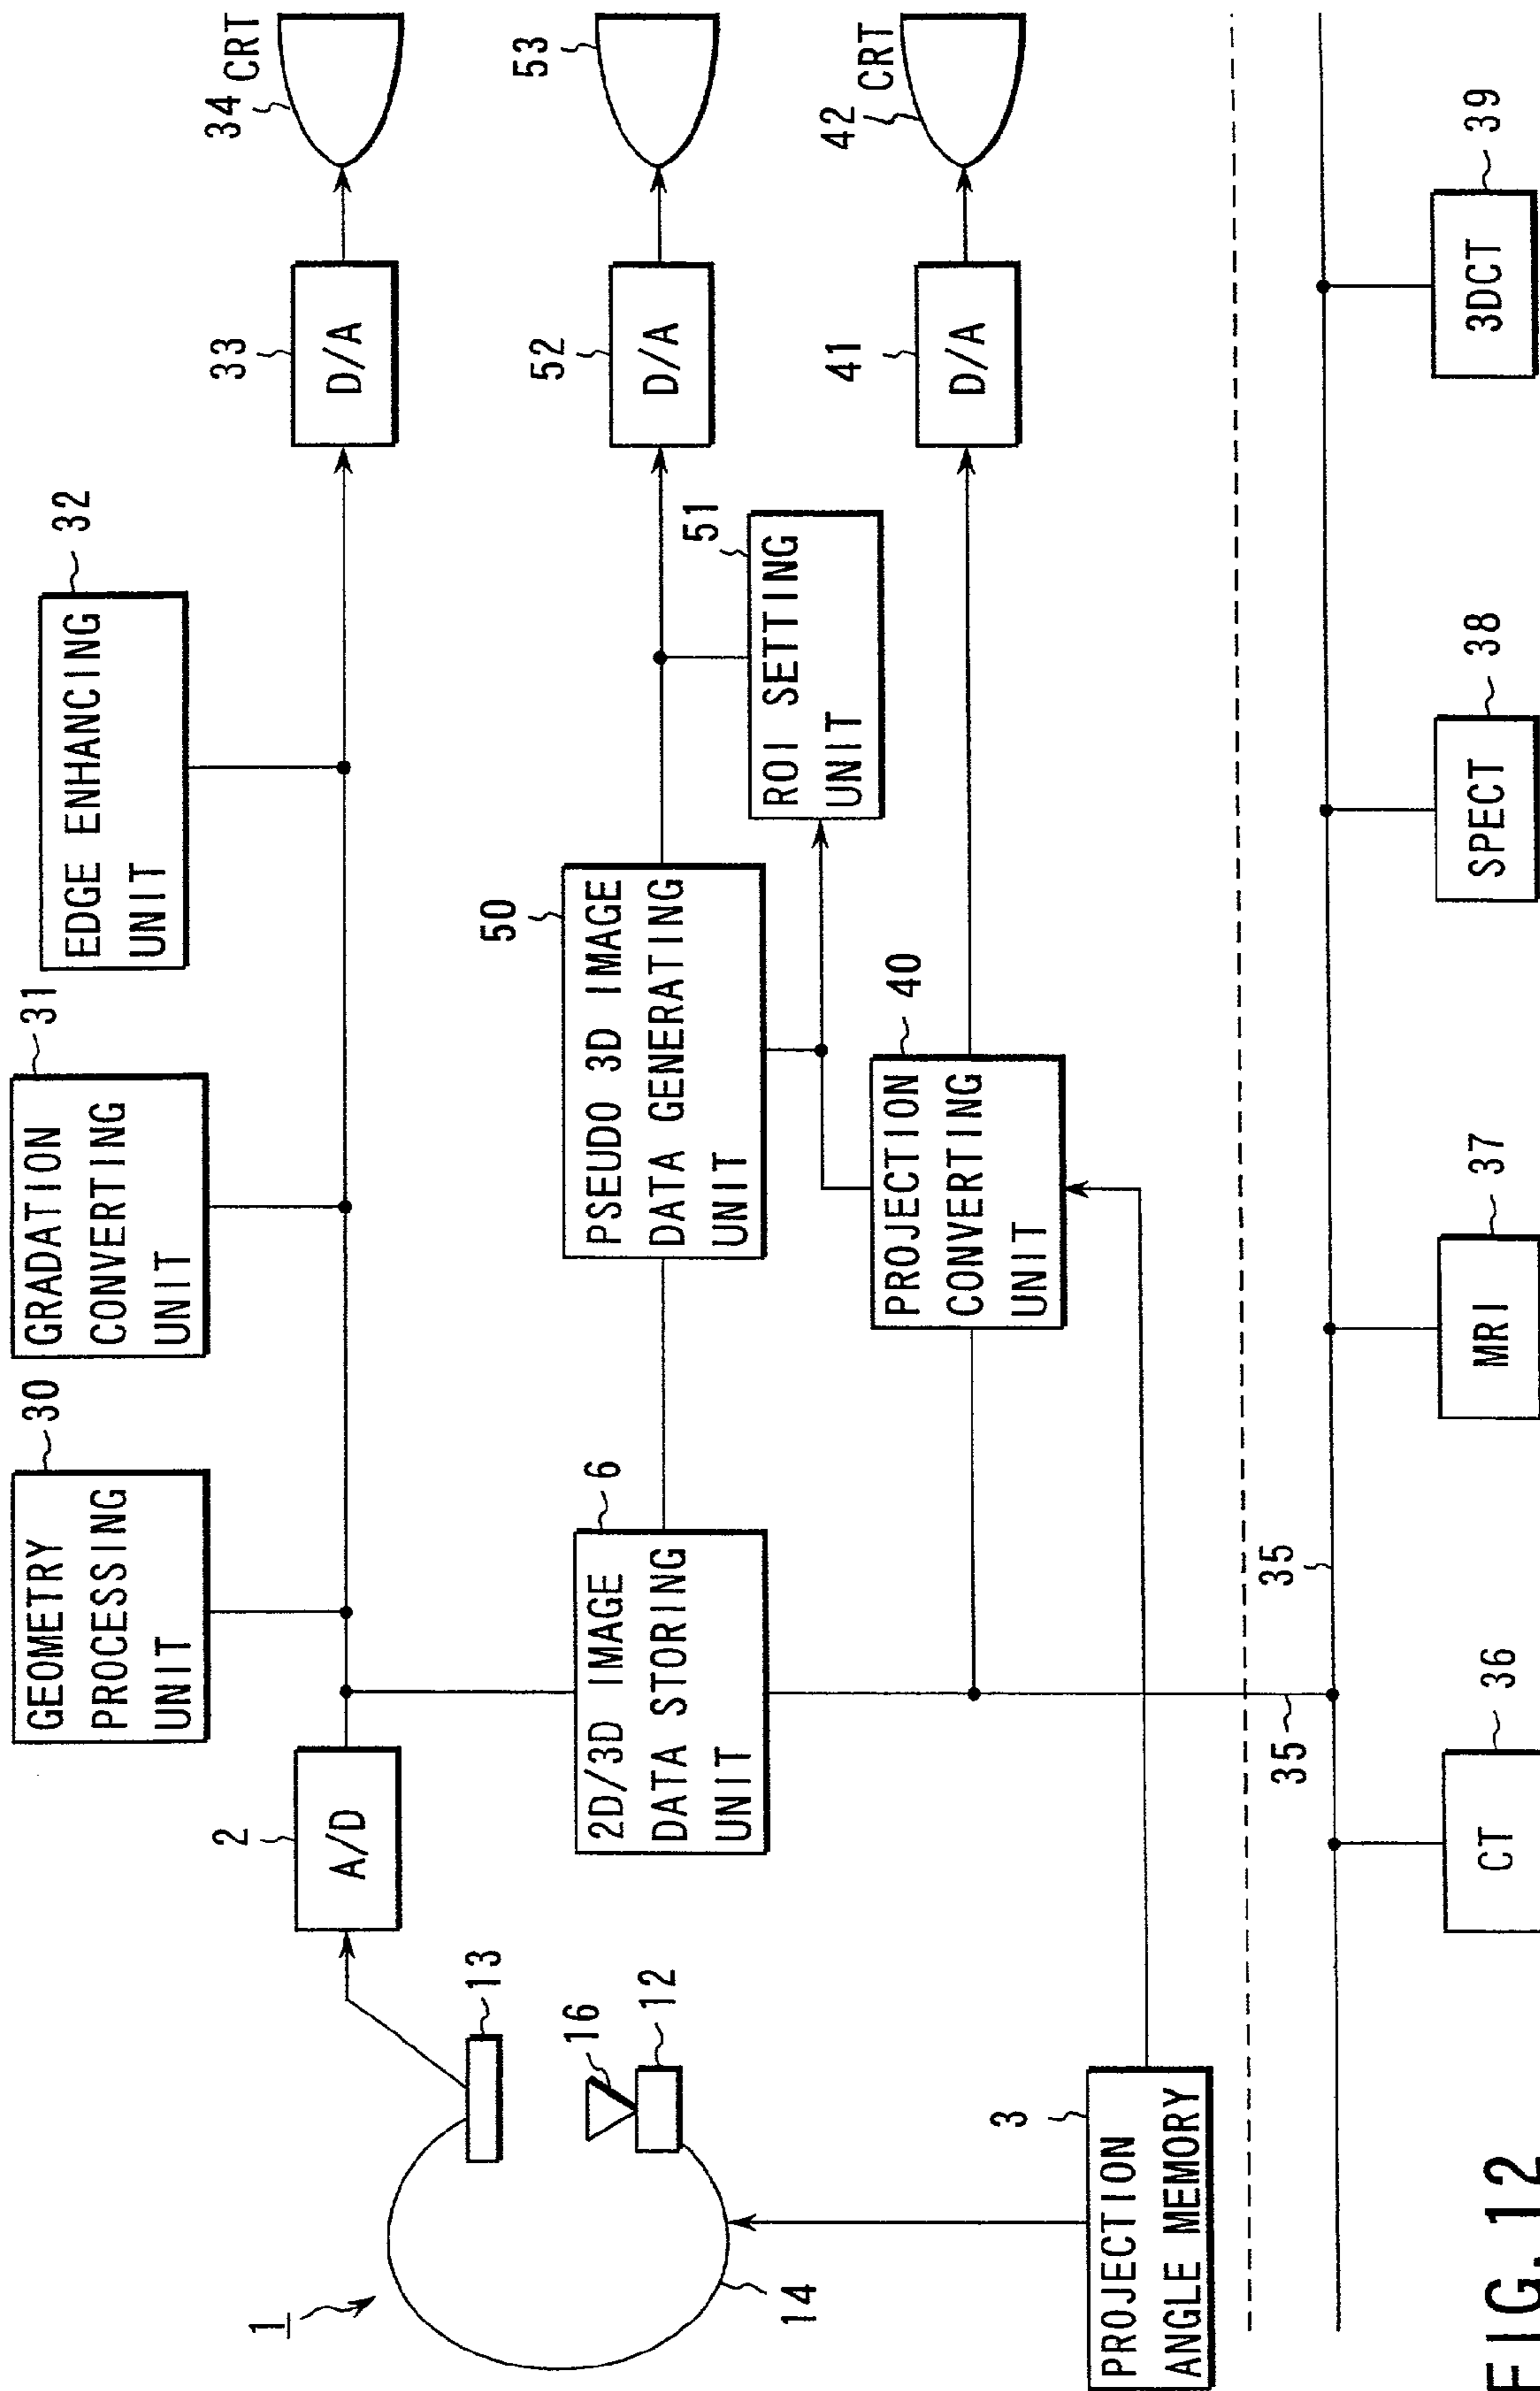 GEOMETRY
PROCESSING
UNIT
30
GRADATION
CONVERTING
UNIT
31
EDGE ENHANCING
UNIT
32
1
13
16
12
14
2
A/D
33
D/A
34
CRT
2D/3D IMAGE
DATA STORING
UNIT
6
PSEUDO 3D IMAGE
DATA GENERATING
UNIT
50
ROI SETTING
UNIT
51
52
D/A
53
PROJECTION
CONVERTING
UNIT
40
41
D/A
42
CRT
PROJECTION
ANGLE MEMORY
3
35
35
CT
36
MRI
37
SPECT
38
3DCT
39
FIG. 12